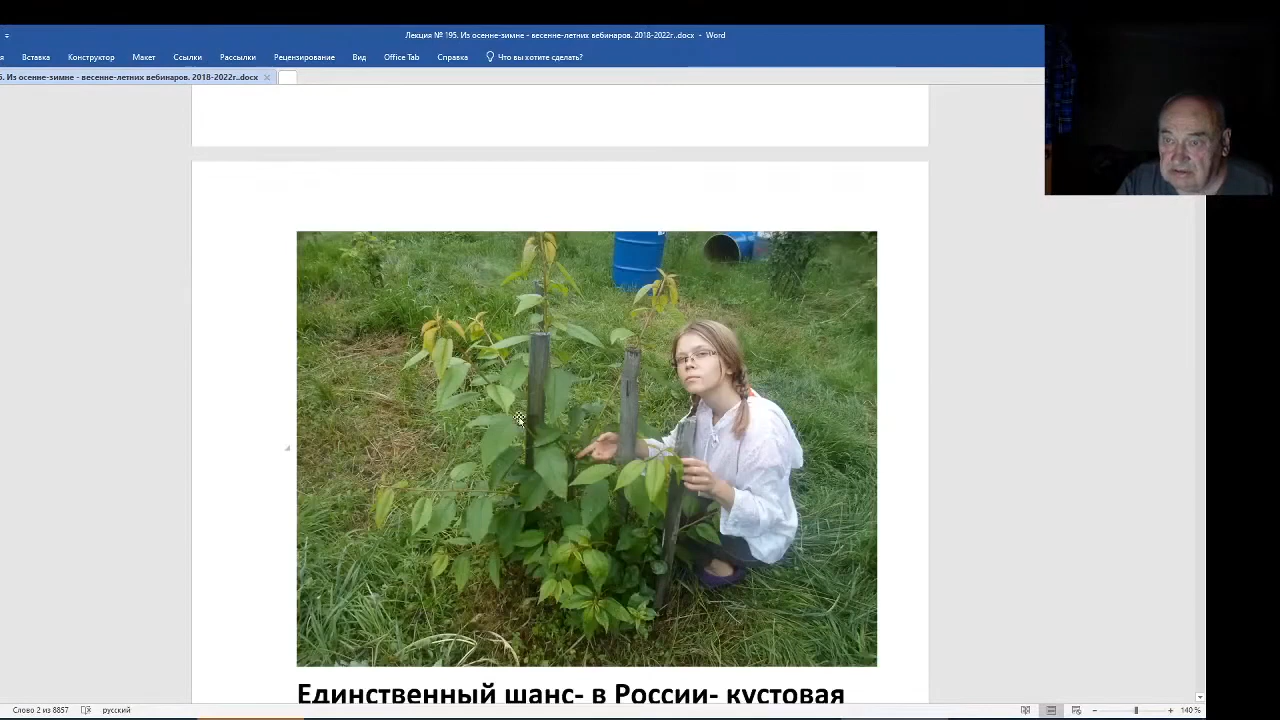 Лекция № 195. Из осенне-зимне - весенне-летних вебинаров. 2018-2022г..docx - Word
Вставка Конструктор Макет Ссылки Рассылки Рецензирование Вид Office Tab Справка Что вы хотите сделать?
. Из осенне-зимне - весенне-летних вебинаров. 2018-2022г..docx
Единственный шанс- в России- кустовая
Слово 2 из 8857 русский 140 %